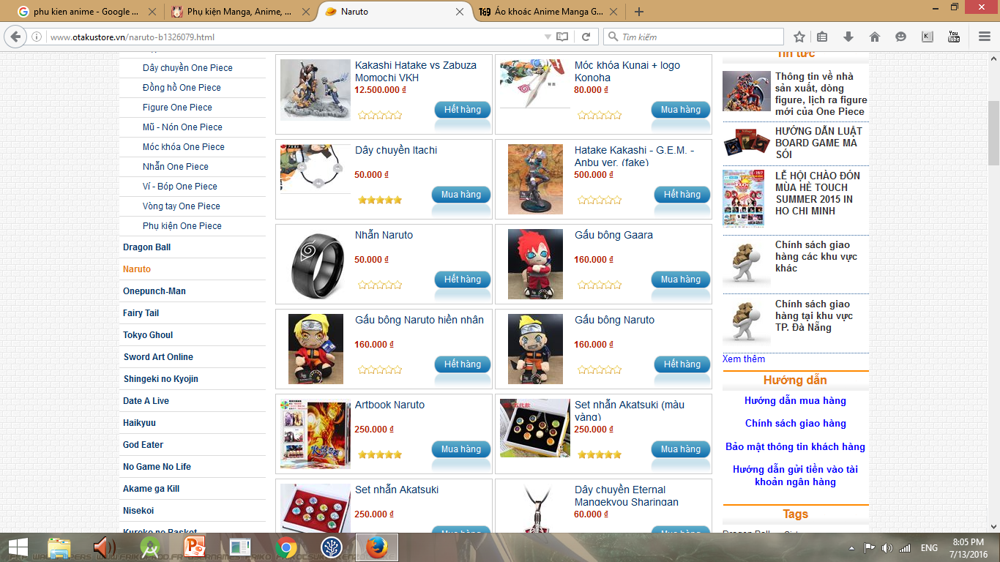 phu kien anime - Google ...
Phụ kiện Manga, Anime, ...
Naruto
Áo khoác Anime Manga G...
www.otakustore.vn/naruto-b1326079.html
Tìm kiếm
Dây chuyền One Piece
Đồng hồ One Piece
Figure One Piece
Mũ - Nón One Piece
Móc khóa One Piece
Nhẫn One Piece
Ví - Bóp One Piece
Vòng tay One Piece
Phụ kiện One Piece
Dragon Ball
Naruto
Onepunch-Man
Fairy Tail
Tokyo Ghoul
Sword Art Online
Shingeki no Kyojin
Date A Live
Haikyuu
God Eater
No Game No Life
Akame ga Kill
Nisekoi
Kuroko no Basket
Kakashi Hatake vs Zabuza
Momochi VKH
12.500.000 ₫
Hết hàng
Móc khóa Kunai + logo
Konoha
80.000 ₫
Mua hàng
Dây chuyền Itachi
50.000 ₫
Mua hàng
Hatake Kakashi - G.E.M. -
Anbu ver. (fake)
500.000 ₫
Hết hàng
Nhẫn Naruto
50.000 ₫
Hết hàng
Gấu bông Gaara
160.000 ₫
Mua hàng
Gấu bông Naruto hiền nhân
160.000 ₫
Hết hàng
Gấu bông Naruto
160.000 ₫
Hết hàng
Artbook Naruto
250.000 ₫
Mua hàng
Set nhẫn Akatsuki (màu
vàng)
250.000 ₫
Mua hàng
Set nhẫn Akatsuki
250.000 ₫
Mua hàng
Dây chuyền Eternal
Mangekyou Sharingan
60.000 ₫
Mua hàng
Tin tức
Thông tin về nhà
sản xuất, dòng
figure, lịch ra figure
mới của One Piece
HƯỚNG DẪN LUẬT
BOARD GAME MA
SÓI
LỄ HỘI CHÀO ĐÓN
MÙA HÈ TOUCH
SUMMER 2015 IN
HO CHI MINH
Chính sách giao
hàng các khu vực
khác
Chính sách giao
hàng tại khu vực
TP. Đà Nẵng
Xem thêm
Hướng dẫn
Hướng dẫn mua hàng
Chính sách giao hàng
Bảo mật thông tin khách hàng
Hướng dẫn gửi tiền vào tài
khoản ngân hàng
Tags
ENG
8:05 PM
7/13/2016